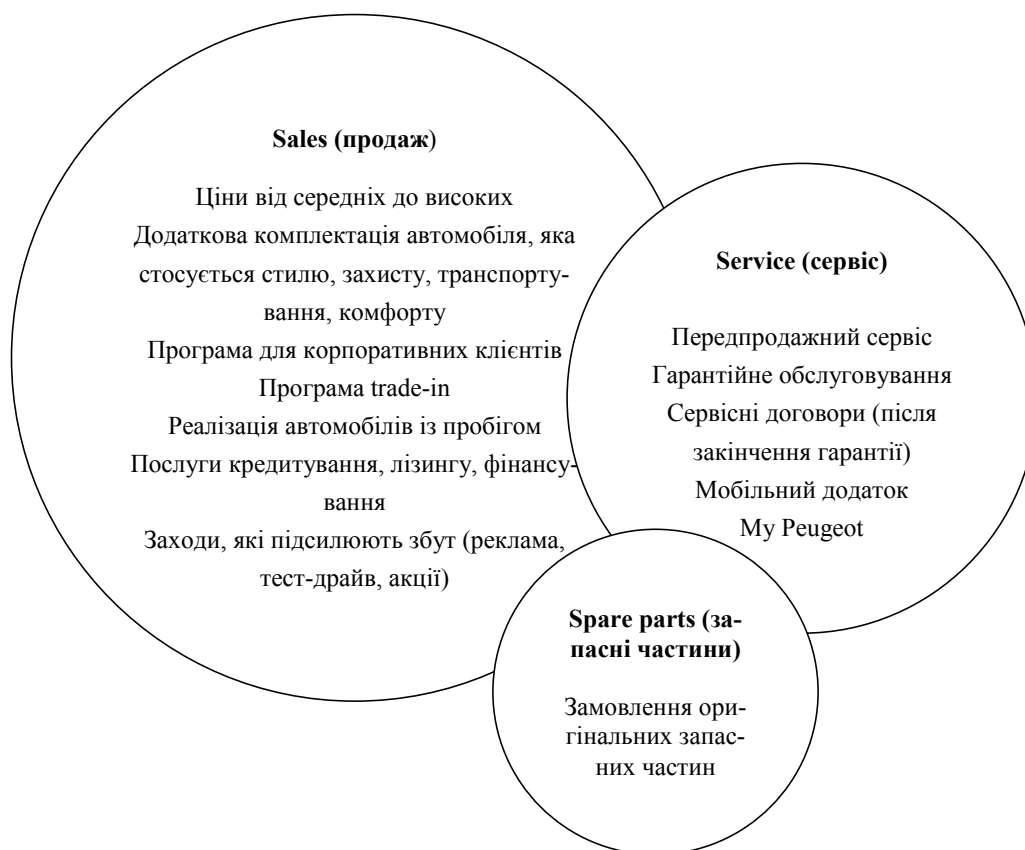 Sales (продаж)
Ціни від середніх до високих
Додаткова комплектація автомобіля, яка
стосується стилю, захисту, транспорту-
вання, комфорту
Програма для корпоративних клієнтів
Програма trade-in
Реалізація автомобілів із пробігом
Послуги кредитування, лізингу, фінансу-
вання
Заходи, які підсилюють збут (реклама,
тест-драйв, акції)
Service (сервіс)
Передпродажний сервіс
Гарантійне обслуговування
Сервісні договори (після
закінчення гарантії)
Мобільний додаток
My Peugeot
Spare parts (за-
пасні частини)
Замовлення ори-
гінальних запас-
них частин